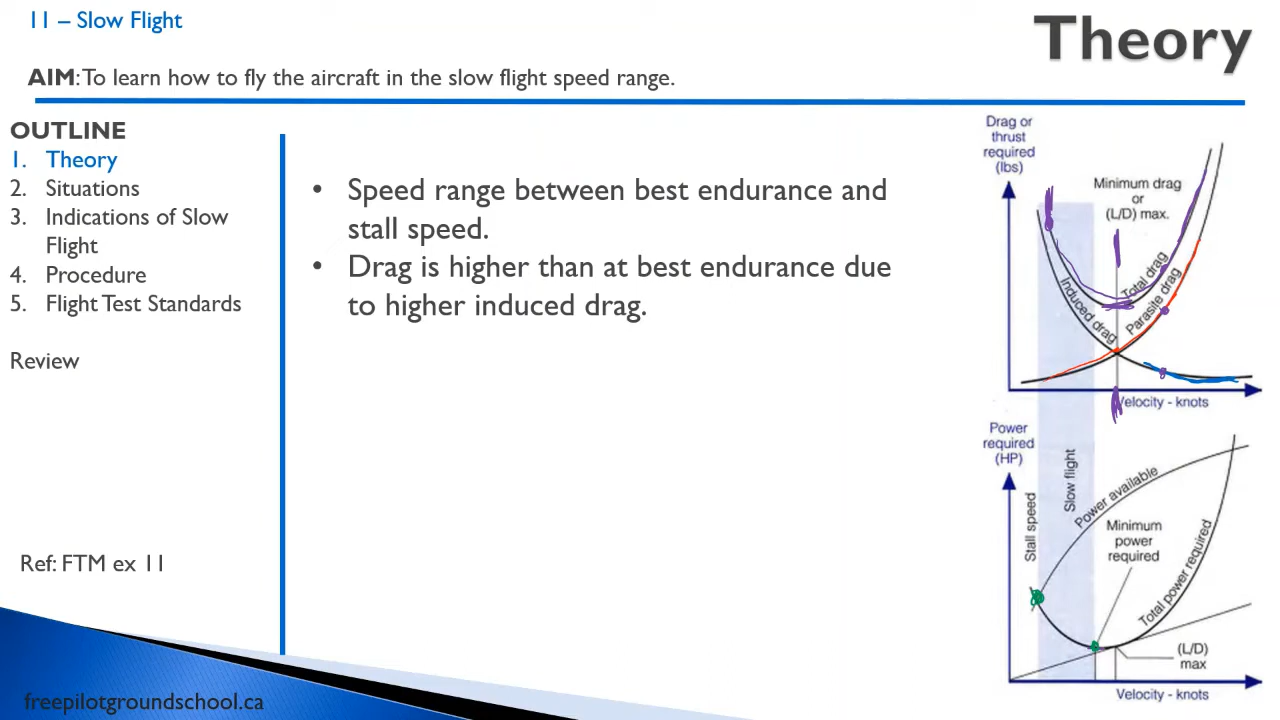 11 – Slow Flight
Theory
AIM: To learn how to fly the aircraft in the slow flight speed range.
OUTLINE
1. Theory
2. Situations
3. Indications of Slow
Flight
4. Procedure
5. Flight Test Standards
Review
Ref: FTM ex 11
freepilotgroundschool.ca
• Speed range between best endurance and
stall speed.
• Drag is higher than at best endurance due
to higher induced drag.
Drag or
thrust
required
(lbs)
Minimum drag
or
(L/D) max.
Total drag
Parasite drag
Induced drag
Velocity - knots
Power
required
(HP)
Stall speed
Slow flight
Power available
Minimum
power
required
Total power required
(L/D)
max
Velocity - knots